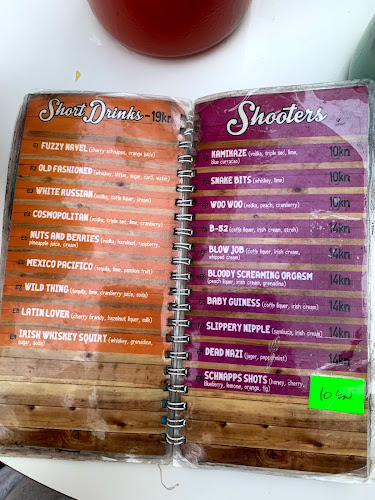 Short Drinks - 19kn
FUZZY NAVEL (cherry schnapps, orange juice)
OLD FASHIONED (whiskey, bitter, sugar, card. water)
WHITE RUSSIAN (vodka, coffe liquer, cream)
COSMOPOLITAN (vodka, triple sec, lime, cranberry)
NUTS AND BERRIES (vodka, hazelnut, raspberry,
pineapple juice, cream)
MEXICO PACIFICO (tequila, lime, passion fruit)
WILD THING (tequila, lime, cranberry juice, soda)
LATIN LOVER (cherry brandy, hazelnut liquer, milk)
IRISH WHISKEY SQUIRT (whiskey, grenadine,
sugar, soda)
Shooters
KAMIKAZE (vodka, triple sec, lime, 10kn
blue curracao)
SNAKE BITS (whiskey, lime) 10kn
WOO WOO (vodka, peach, cranberry) 10kn
B-52 (coffe liquer, irish cream, stroh) 14kn
BLOW JOB (coffe liquer, irish cream, 14kn
whipped cream)
BLOODY SCREAMING ORGASM
(peach liquer, irish cream, grenadine) 14kn
BABY GUINESS (coffe liquer, irish cream) 14kn
SLIPPERY NIPPLE (sambuca, irish cream) 14kn
DEAD NAZI (jager, peppermint) 14kn
SCHNAPPS SHOTS (honey, cherry,
blueberry, lemone, orange, fig) 10 kn